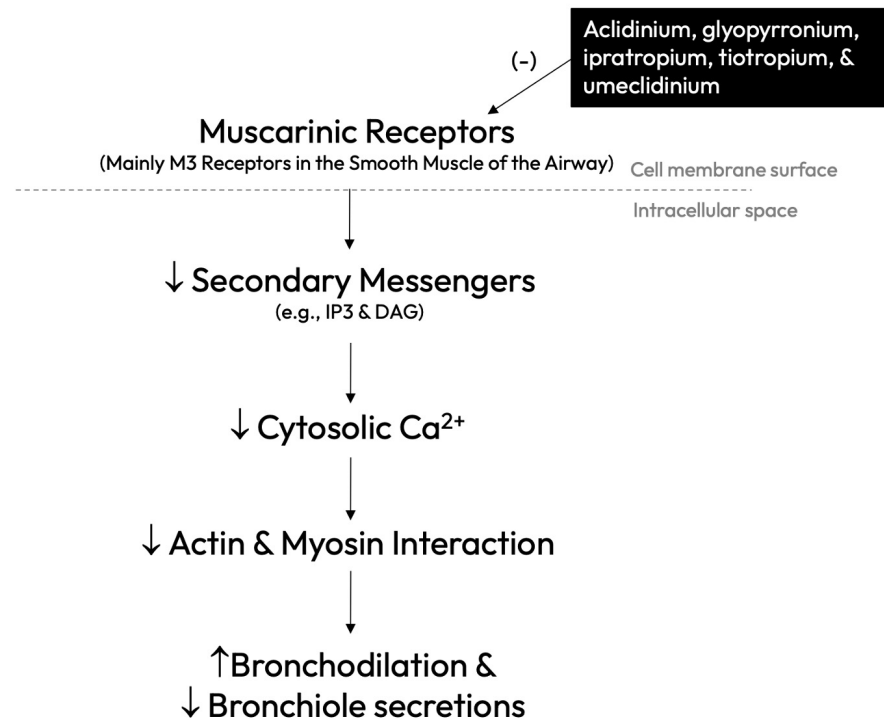 Aclidinium, glyopyrronium,
ipratropium, tiotropium, &
umeclidinium
(-)
Muscarinic Receptors
(Mainly M3 Receptors in the Smooth Muscle of the Airway)
Cell membrane surface
Intracellular space
↓ Secondary Messengers
(e.g., IP3 & DAG)
↓ Cytosolic Ca²⁺
↓ Actin & Myosin Interaction
↑Bronchodilation &
↓ Bronchiole secretions